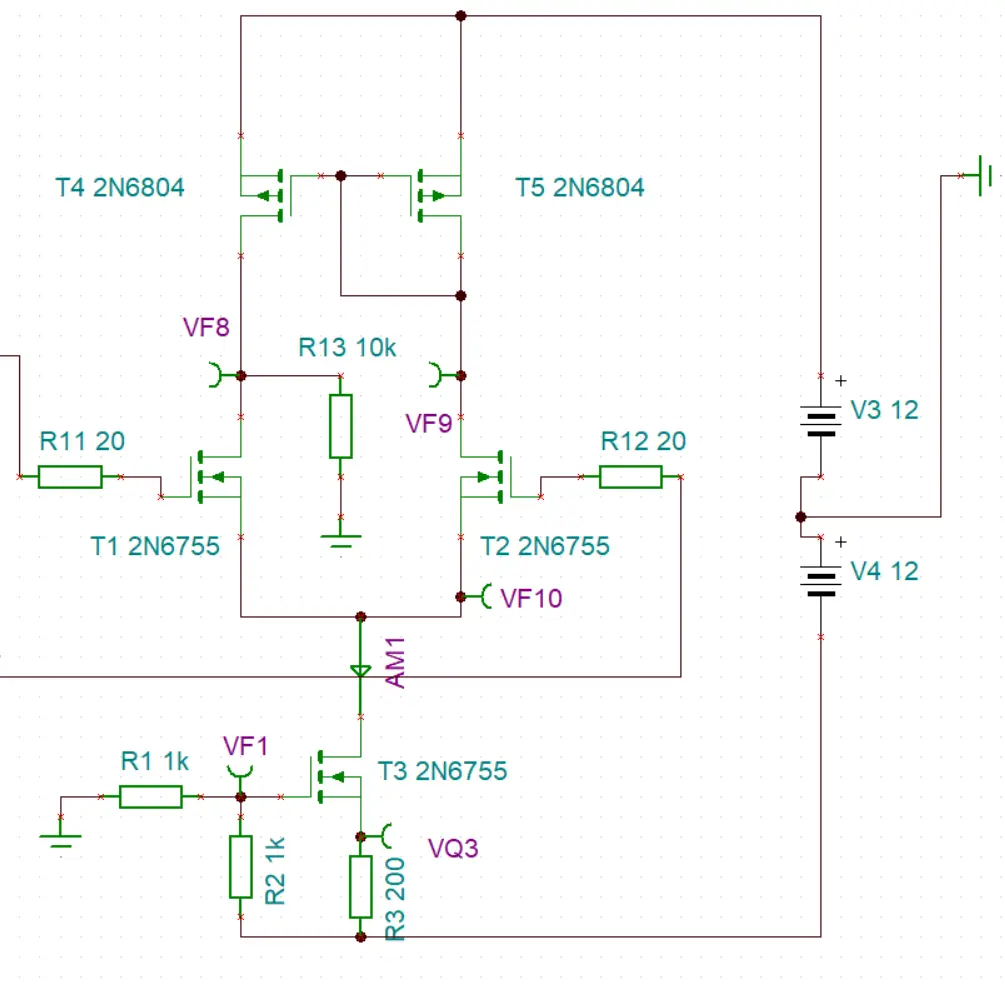 T4 2N6804
T5 2N6804
VF8
R13 10k
+
V3 12
VF9
R11 20
R12 20
T1 2N6755
T2 2N6755
+
V4 12
VF10
AM1
VF1
R1 1k
T3 2N6755
VQ3
R2 1k
R3 200